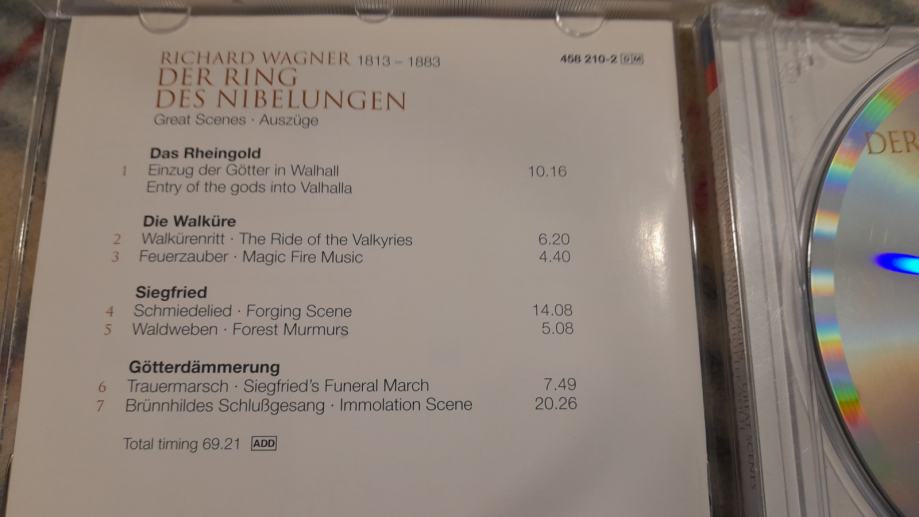 RICHARD WAGNER 1813 – 1883
458 210-2 DM
DER RING
DES NIBELUNGEN
Great Scenes · Auszüge
Das Rheingold
1 Einzug der Götter in Walhall 10.16
Entry of the gods into Valhalla
Die Walküre
2 Walkürenritt · The Ride of the Valkyries 6.20
3 Feuerzauber · Magic Fire Music 4.40
Siegfried
4 Schmiedelied · Forging Scene 14.08
5 Waldweben · Forest Murmurs 5.08
Götterdämmerung
6 Trauermarsch · Siegfried's Funeral March 7.49
7 Brünnhildes Schlußgesang · Immolation Scene 20.26
Total timing 69.21 ADD
DER